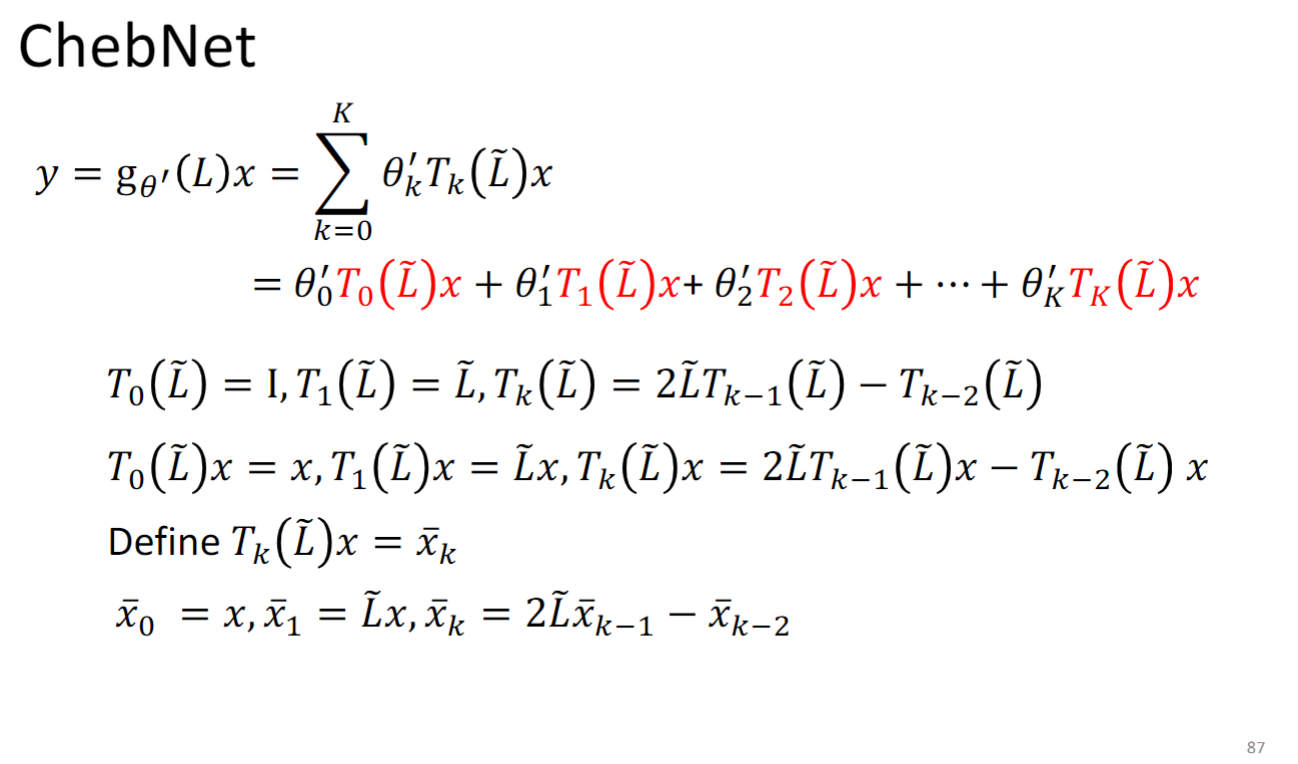 ChebNet
y = g_θ′(L)x = ∑_{k=0}^{K} θ′_k T_k(L̃)x
= θ′_0 T_0(L̃)x + θ′_1 T_1(L̃)x+ θ′_2 T_2(L̃)x + ⋯ + θ′_K T_K(L̃)x
T_0(L̃) = I, T_1(L̃) = L̃, T_k(L̃) = 2L̃T_{k−1}(L̃) − T_{k−2}(L̃)
T_0(L̃)x = x, T_1(L̃)x = L̃x, T_k(L̃)x = 2L̃T_{k−1}(L̃)x − T_{k−2}(L̃) x
Define T_k(L̃)x = x̄_k
x̄_0 = x, x̄_1 = L̃x, x̄_k = 2L̃x̄_{k−1} − x̄_{k−2}
87